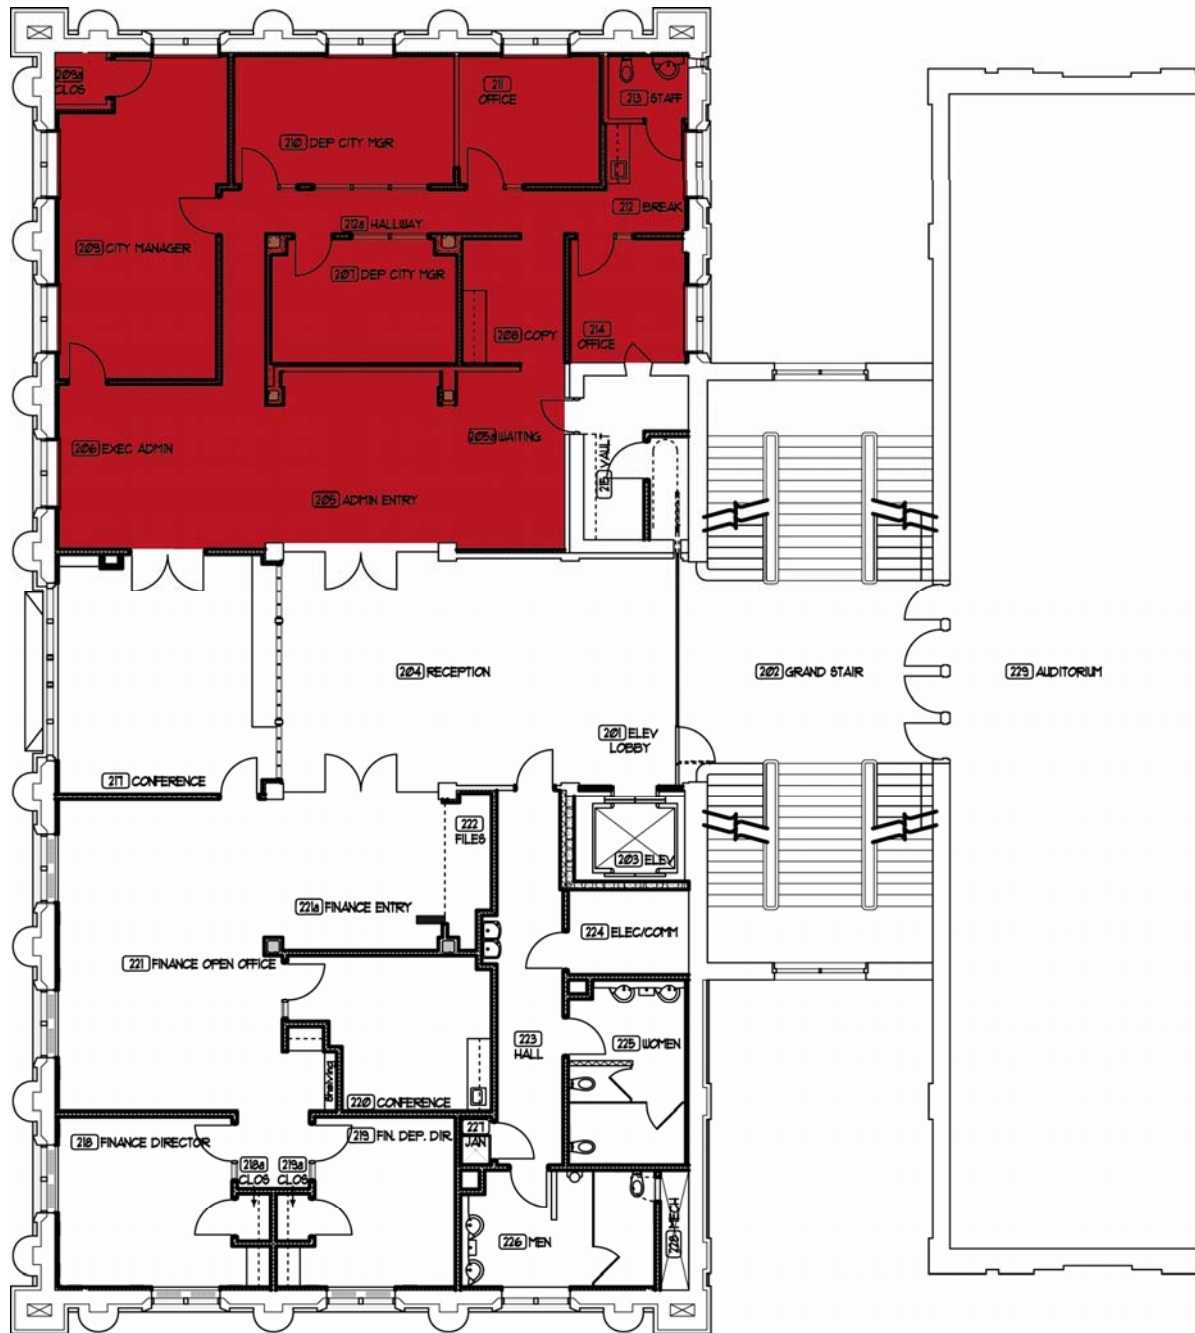 209a
CLOS
211
OFFICE
213 STAFF
210 DEP CITY MGR
212 BREAK
212a HALLWAY
209 CITY MANAGER
207 DEP CITY MGR
208 COPY
214
OFFICE
206 EXEC ADMIN
205a WAITING
215 VAULT
205 ADMIN ENTRY
204 RECEPTION
202 GRAND STAIR
229 AUDITORIUM
201 ELEV
LOBBY
217 CONFERENCE
222
FILES
203 ELEV
221a FINANCE ENTRY
224 ELEC/COMM
221 FINANCE OPEN OFFICE
223
HALL
225 WOMEN
Shelving
220 CONFERENCE
218 FINANCE DIRECTOR
219 FIN. DEP. DIR.
227
JAN
218a
CLOS
219a
CLOS
226 MEN
228 MECH